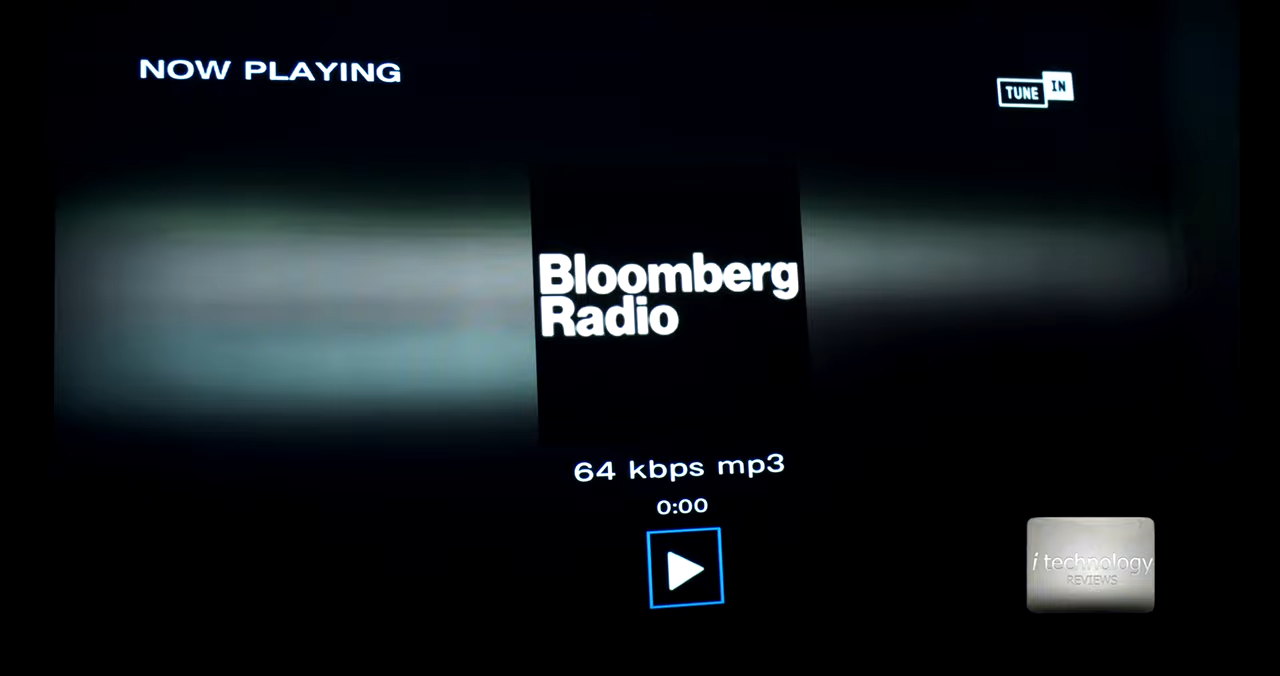 NOW PLAYING
TUNE IN
Bloomberg
Radio
64 kbps mp3
0:00
i technology
REVIEWS